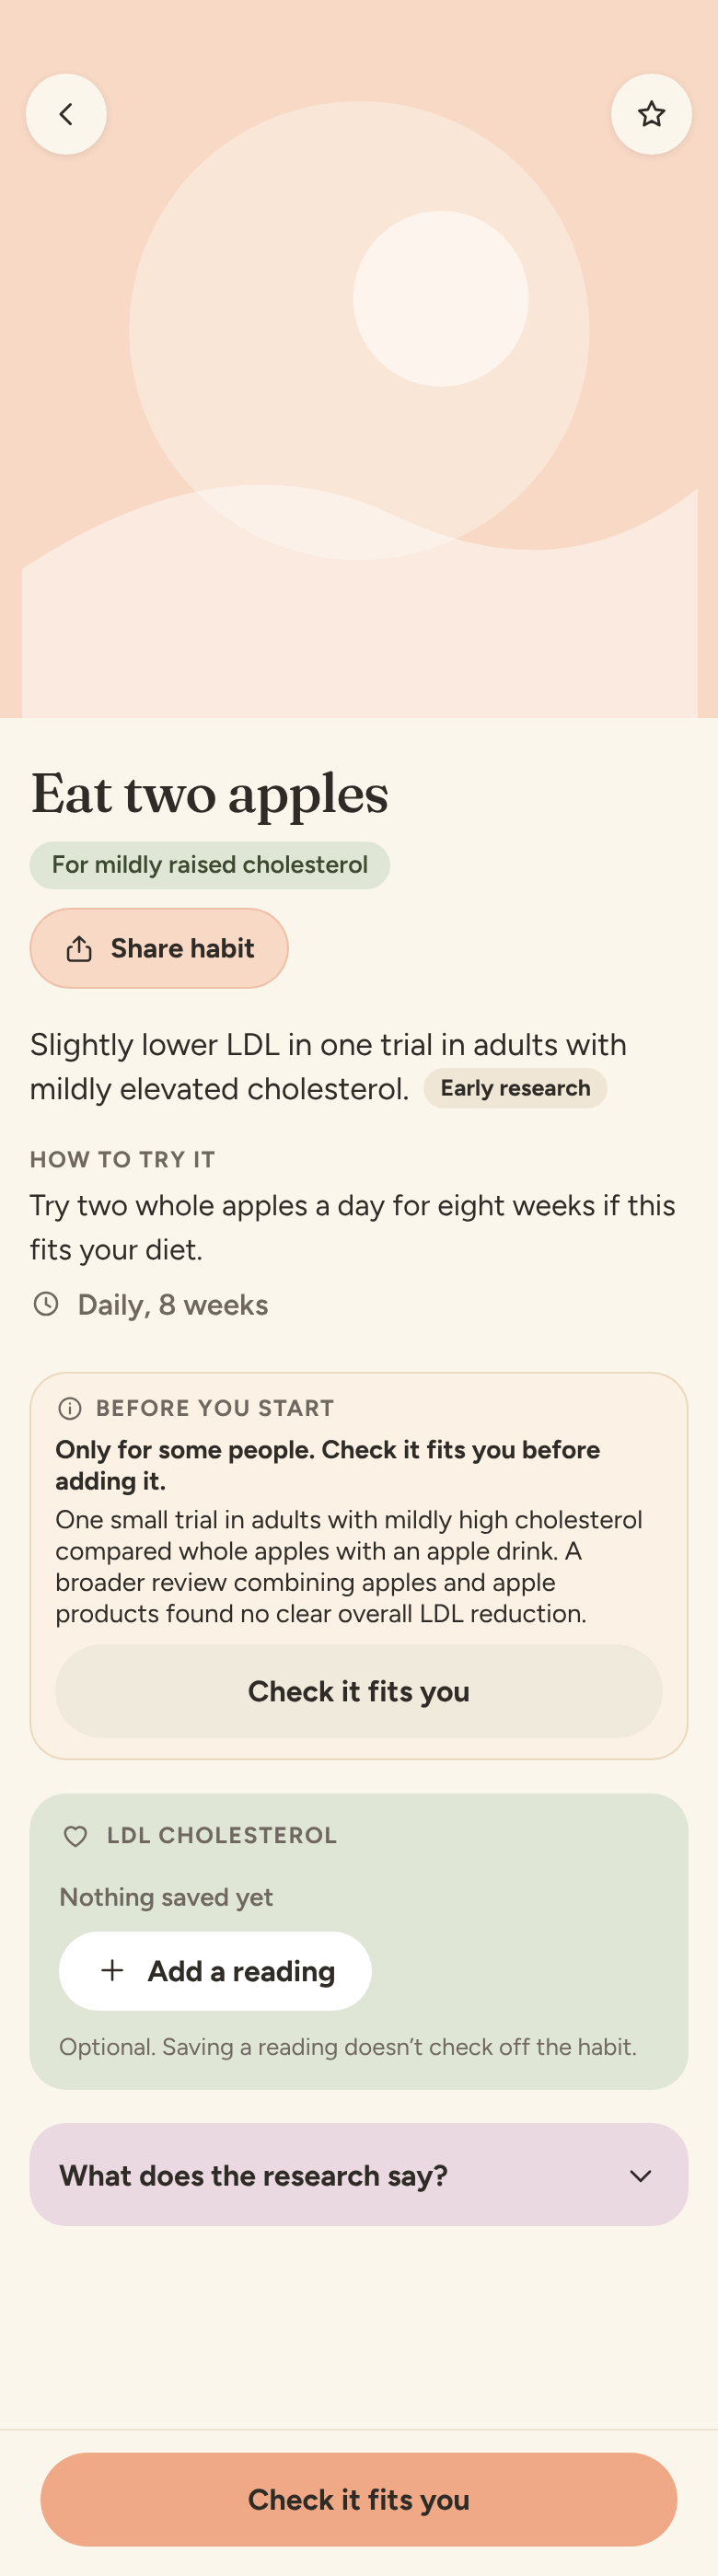 Eat two apples
For mildly raised cholesterol
Share habit
Slightly lower LDL in one trial in adults with
mildly elevated cholesterol. Early research
HOW TO TRY IT
Try two whole apples a day for eight weeks if this
fits your diet.
Daily, 8 weeks
BEFORE YOU START
Only for some people. Check it fits you before
adding it.
One small trial in adults with mildly high cholesterol
compared whole apples with an apple drink. A
broader review combining apples and apple
products found no clear overall LDL reduction.
Check it fits you
LDL CHOLESTEROL
Nothing saved yet
Add a reading
Optional. Saving a reading doesn’t check off the habit.
What does the research say?
Check it fits you